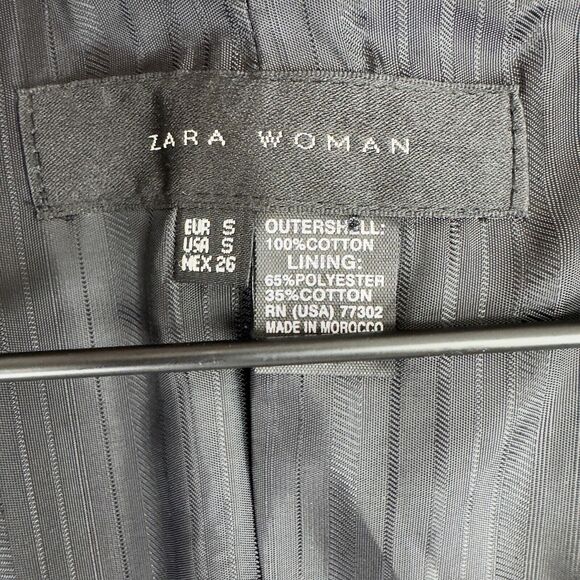 ZARA WOMAN
EUR S
USA S
MEX 26
OUTERSHELL:
100%COTTON
LINING:
65%POLYESTER
35%COTTON
RN (USA) 77302
MADE IN MOROCCO